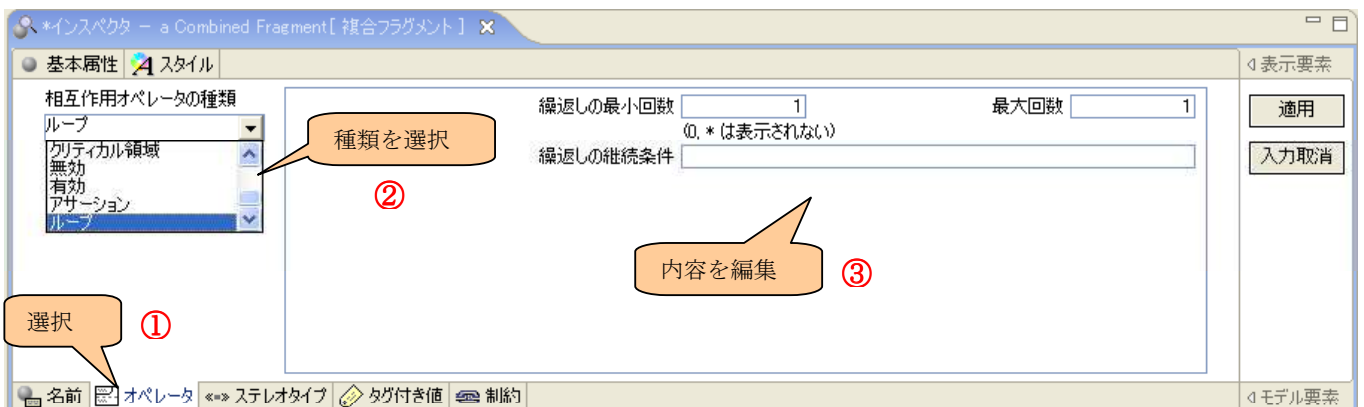 *インスペクタ － a Combined Fragment[ 複合フラグメント ]
基本属性 スタイル
表示要素
相互作用オペレータの種類
ループ
クリティカル領域
無効
有効
アサーション
ループ
種類を選択
②
繰返しの最小回数 1 最大回数 1
(0, * は表示されない)
繰返しの継続条件
適用
入力取消
内容を編集 ③
選択 ①
名前 オペレータ «=» ステレオタイプ タグ付き値 制約
モデル要素